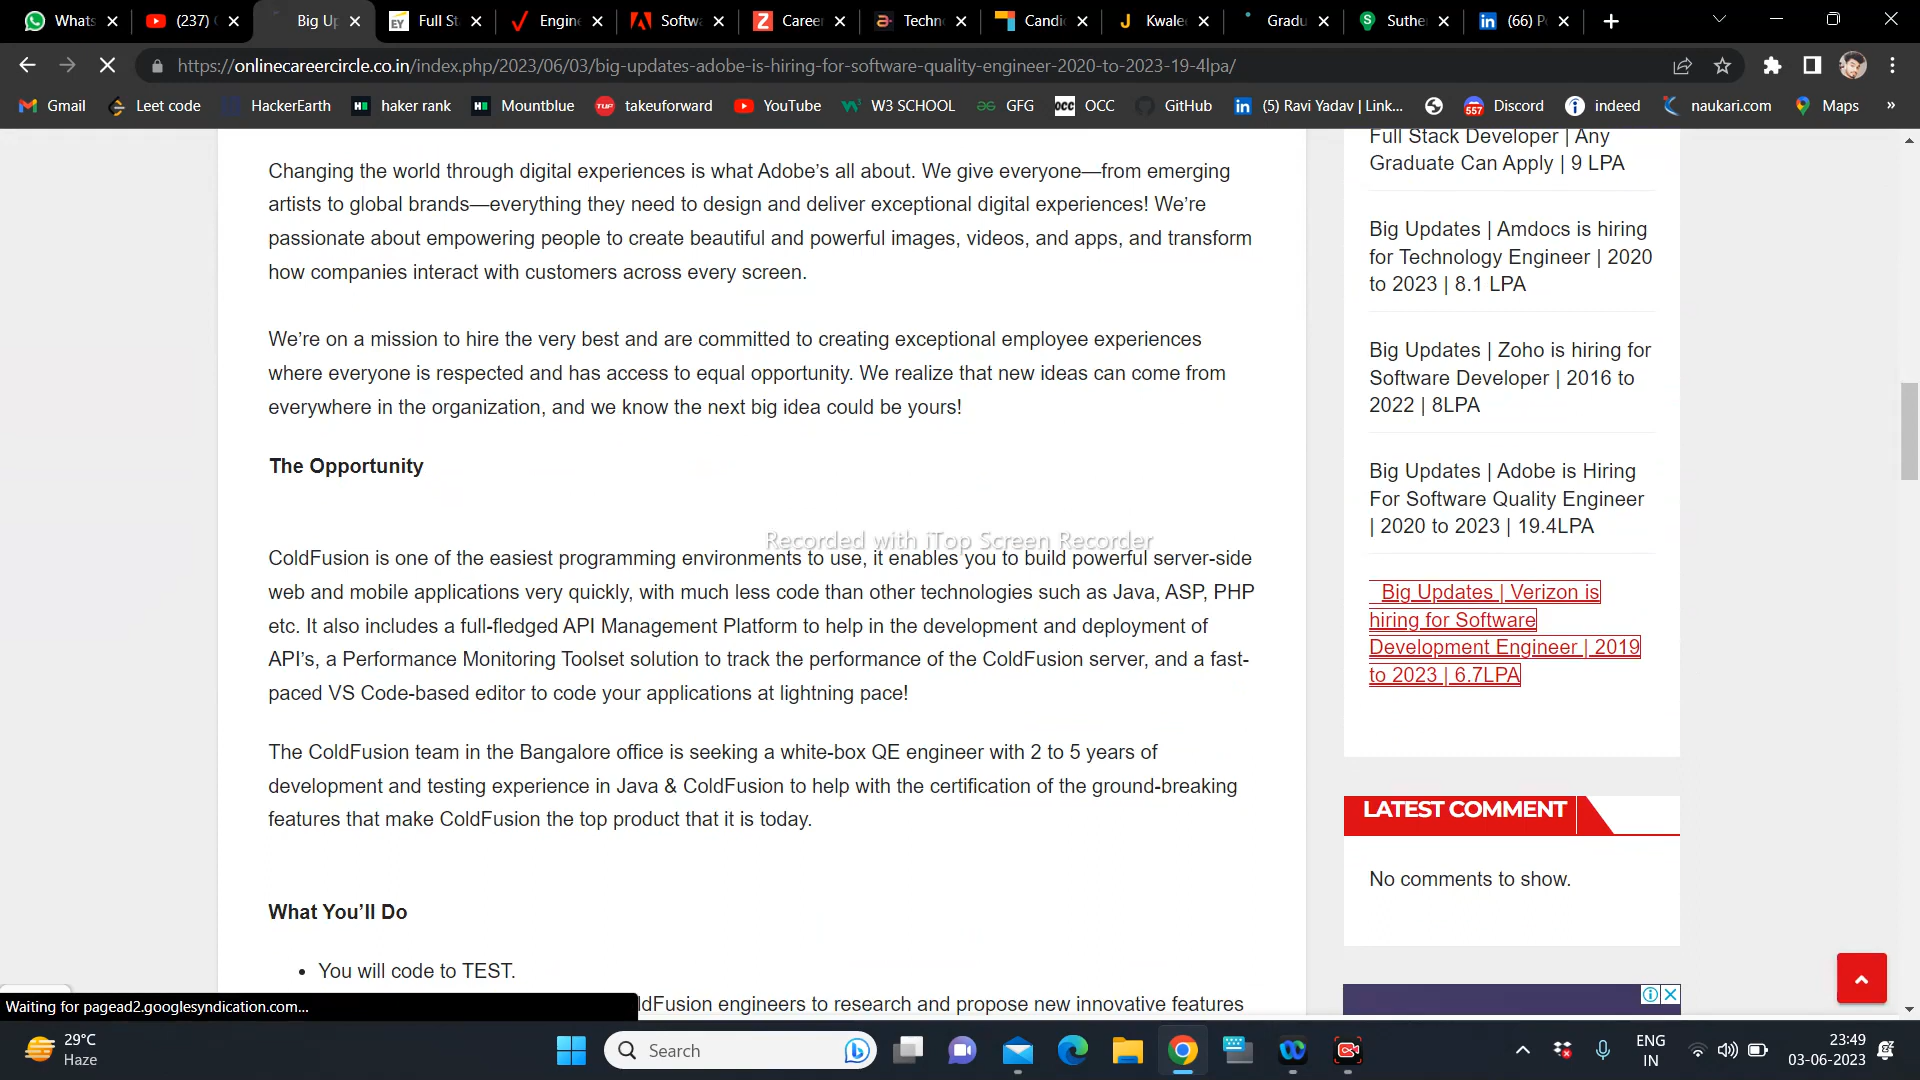 Whats
(237)
Big Up
Full St
Engine
Softwa
Career
Techno
Candid
Kwale
Gradu
Suthe
(66) P
https://onlinecareercircle.co.in/index.php/2023/06/03/big-updates-adobe-is-hiring-for-software-quality-engineer-2020-to-2023-19-4lpa/
Gmail
Leet code
HackerEarth
haker rank
Mountblue
takeuforward
YouTube
W3 SCHOOL
GFG
OCC
GitHub
(5) Ravi Yadav | Link...
Discord
indeed
naukari.com
Maps
»
Changing the world through digital experiences is what Adobe’s all about. We give everyone—from emerging
artists to global brands—everything they need to design and deliver exceptional digital experiences! We’re
passionate about empowering people to create beautiful and powerful images, videos, and apps, and transform
how companies interact with customers across every screen.
We’re on a mission to hire the very best and are committed to creating exceptional employee experiences
where everyone is respected and has access to equal opportunity. We realize that new ideas can come from
everywhere in the organization, and we know the next big idea could be yours!
The Opportunity
Recorded with iTop Screen Recorder
ColdFusion is one of the easiest programming environments to use, it enables you to build powerful server-side
web and mobile applications very quickly, with much less code than other technologies such as Java, ASP, PHP
etc. It also includes a full-fledged API Management Platform to help in the development and deployment of
API’s, a Performance Monitoring Toolset solution to track the performance of the ColdFusion server, and a fast-
paced VS Code-based editor to code your applications at lightning pace!
The ColdFusion team in the Bangalore office is seeking a white-box QE engineer with 2 to 5 years of
development and testing experience in Java & ColdFusion to help with the certification of the ground-breaking
features that make ColdFusion the top product that it is today.
What You’ll Do
• You will code to TEST.
ldFusion engineers to research and propose new innovative features
Full Stack Developer | Any
Graduate Can Apply | 9 LPA
Big Updates | Amdocs is hiring
for Technology Engineer | 2020
to 2023 | 8.1 LPA
Big Updates | Zoho is hiring for
Software Developer | 2016 to
2022 | 8LPA
Big Updates | Adobe is Hiring
For Software Quality Engineer
| 2020 to 2023 | 19.4LPA
Big Updates | Verizon is
hiring for Software
Development Engineer | 2019
to 2023 | 6.7LPA
LATEST COMMENT
No comments to show.
Waiting for pagead2.googlesyndication.com...
29°C
Haze
Search
ENG
IN
23:49
03-06-2023